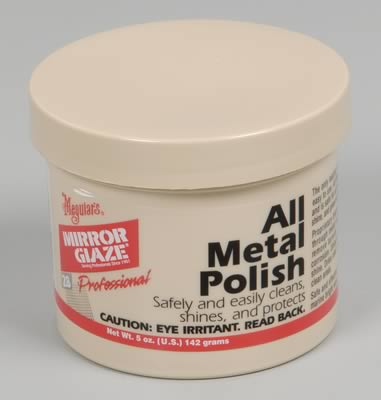 Meguiar's
MIRROR
GLAZE
Professional
All
Metal
Polish
Safely and easily cleans,
shines, and protects
CAUTION: EYE IRRITANT. READ BACK.
Net Wt. 5 oz. (U.S.) 142 grams